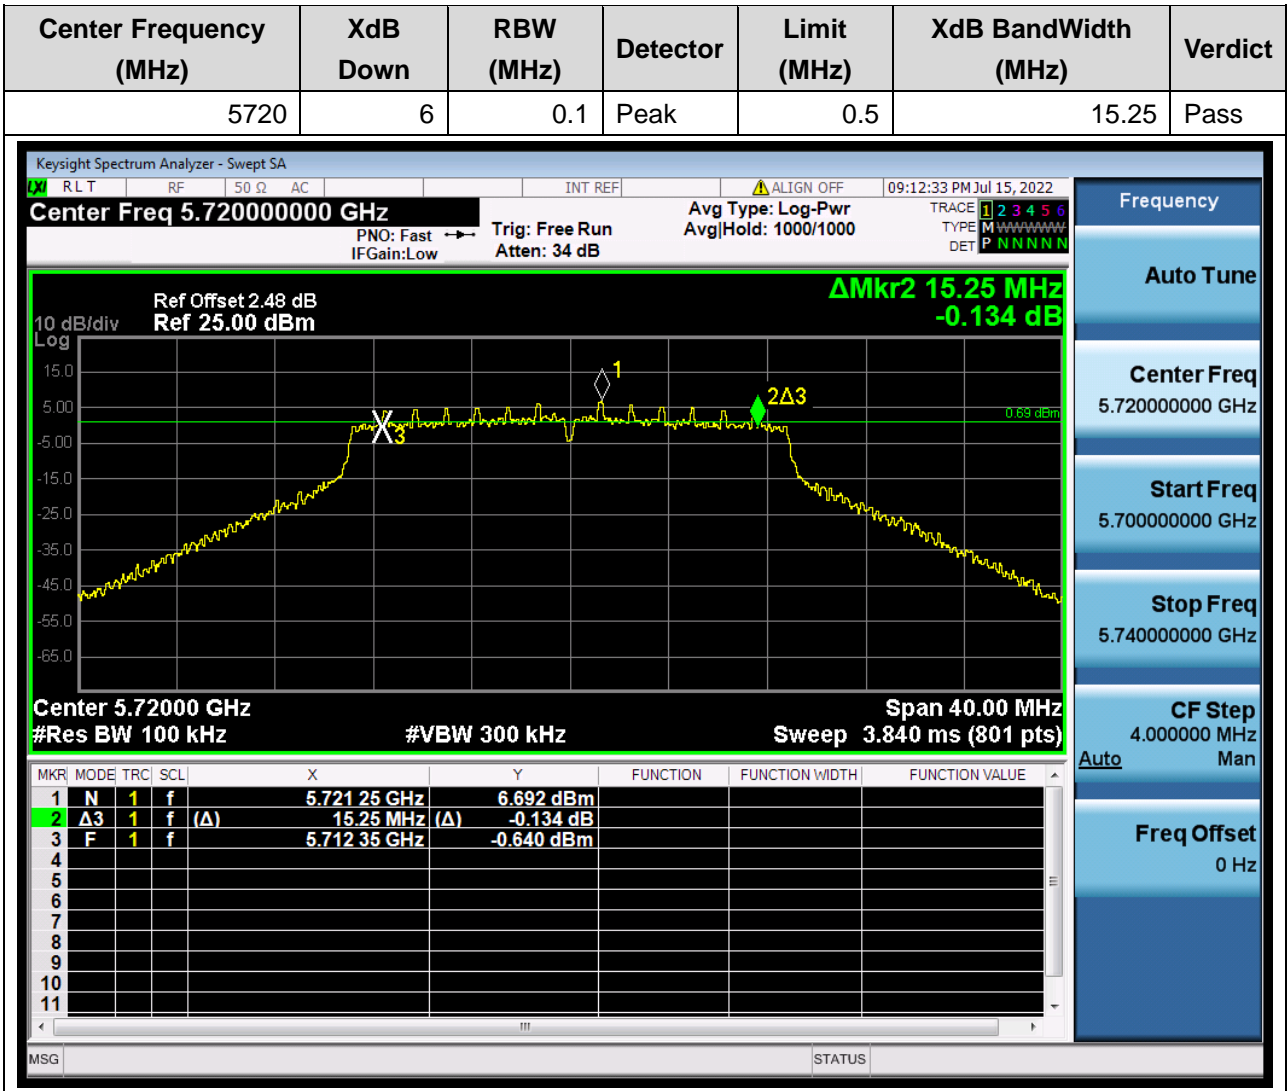 Center Frequency (MHz) XdB Down RBW (MHz) Detector Limit (MHz) XdB BandWidth (MHz) Verdict
5720 6 0.1 Peak 0.5 15.25 Pass
Keysight Spectrum Analyzer - Swept SA
LXI RLT RF 50 Ω AC INT REF ALIGN OFF 09:12:33 PM Jul 15, 2022
Center Freq 5.720000000 GHz
PNO: Fast
IFGain:Low
Trig: Free Run
Atten: 34 dB
Avg Type: Log-Pwr
Avg|Hold: 1000/1000
TRACE 1 2 3 4 5 6
TYPE M WWWWW
DET P N N N N N
ΔMkr2 15.25 MHz
-0.134 dB
Ref Offset 2.48 dB
10 dB/div Ref 25.00 dBm
Log
15.0
5.00
-5.00
-15.0
-25.0
-35.0
-45.0
-55.0
-65.0
1
2Δ3
3
0.69 dBm
Center 5.72000 GHz Span 40.00 MHz
#Res BW 100 kHz #VBW 300 kHz Sweep 3.840 ms (801 pts)
MKR MODE TRC SCL X Y FUNCTION FUNCTION WIDTH FUNCTION VALUE
1 N 1 f 5.721 25 GHz 6.692 dBm
2 Δ3 1 f (Δ) 15.25 MHz (Δ) -0.134 dB
3 F 1 f 5.712 35 GHz -0.640 dBm
4
5
6
7
8
9
10
11
MSG STATUS
Frequency
Auto Tune
Center Freq
5.720000000 GHz
Start Freq
5.700000000 GHz
Stop Freq
5.740000000 GHz
CF Step
4.000000 MHz
Auto Man
Freq Offset
0 Hz